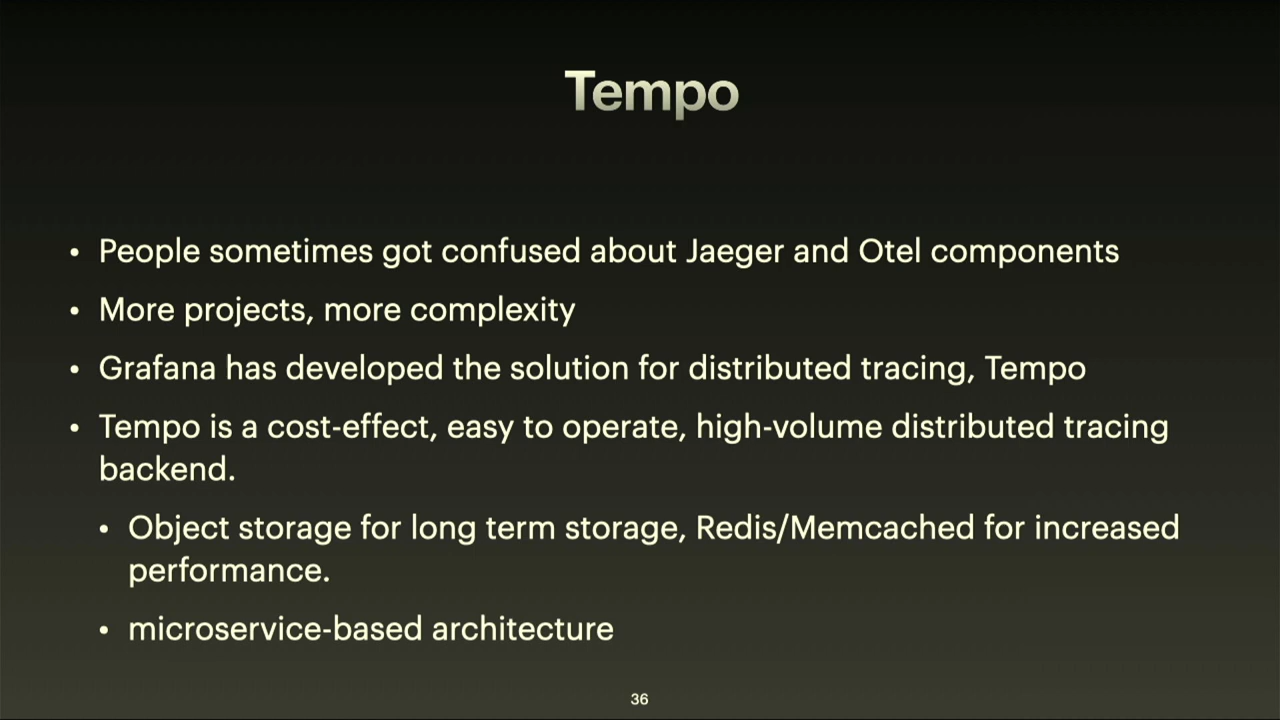 Tempo
• People sometimes got confused about Jaeger and Otel components
• More projects, more complexity
• Grafana has developed the solution for distributed tracing, Tempo
• Tempo is a cost-effect, easy to operate, high-volume distributed tracing
backend.
• Object storage for long term storage, Redis/Memcached for increased
performance.
• microservice-based architecture
36